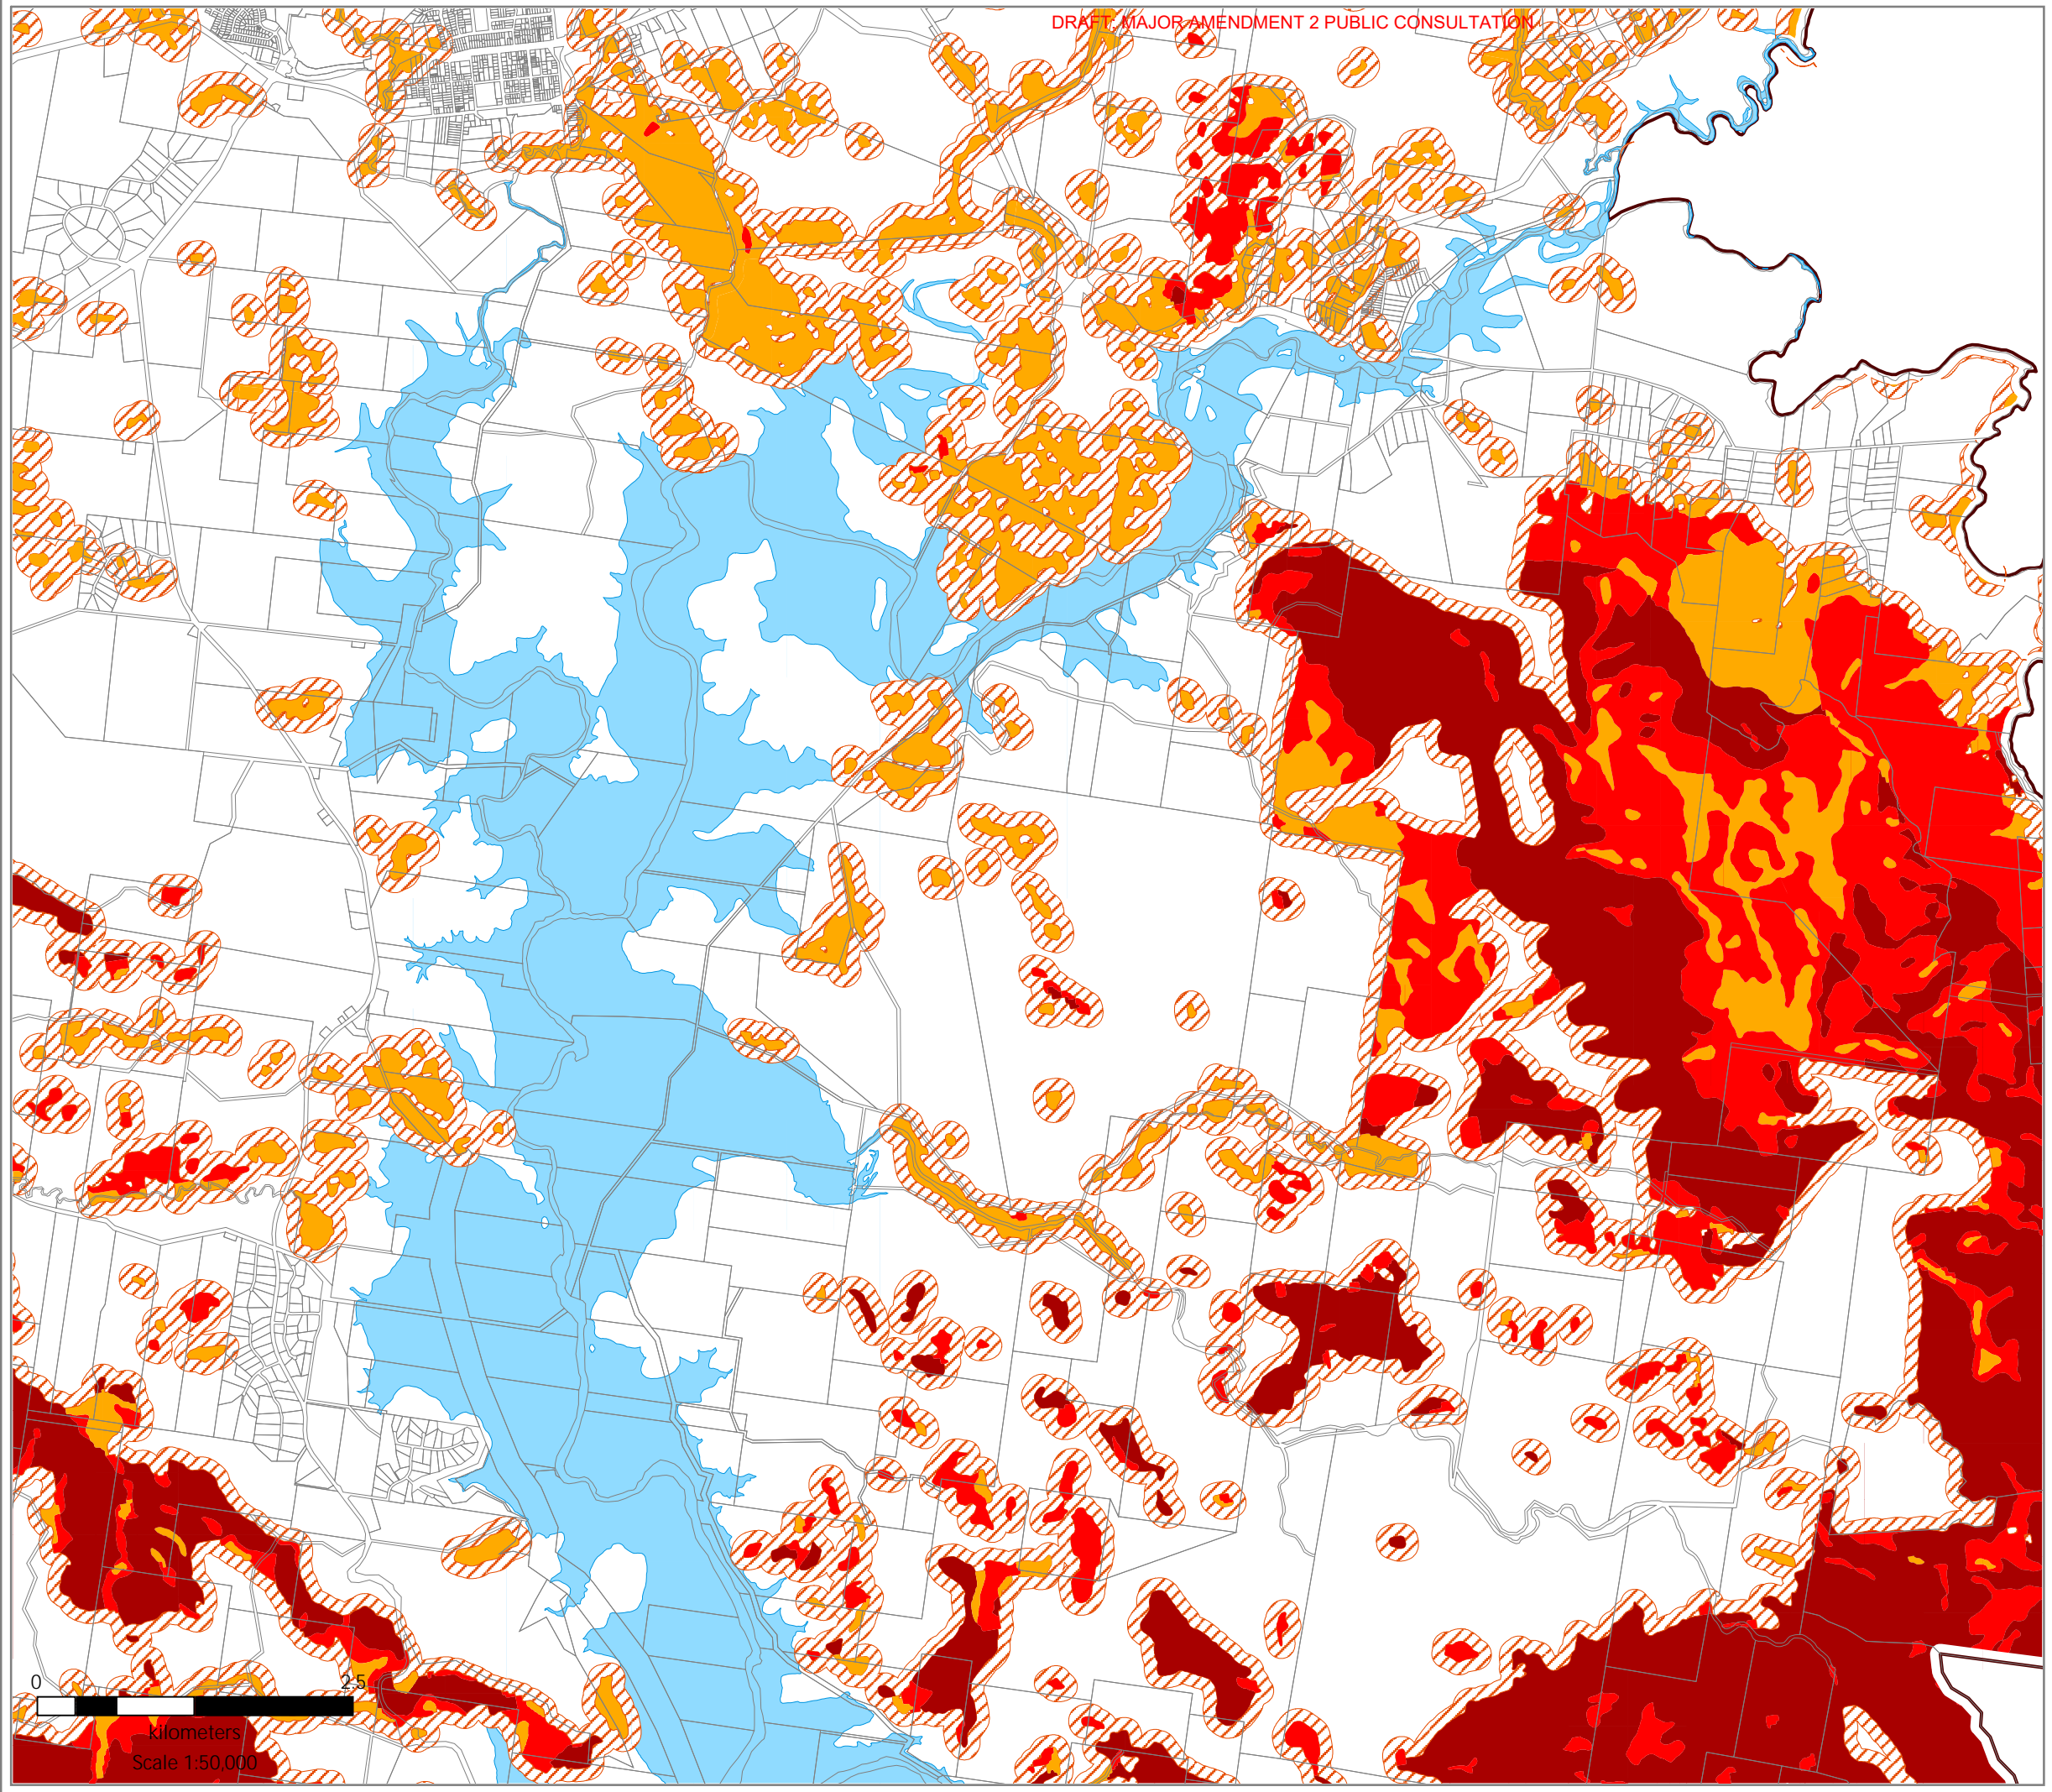 DRAFT: MAJOR AMENDMENT 2 PUBLIC CONSULTATION
0 2.5
kilometers
Scale 1:50,000